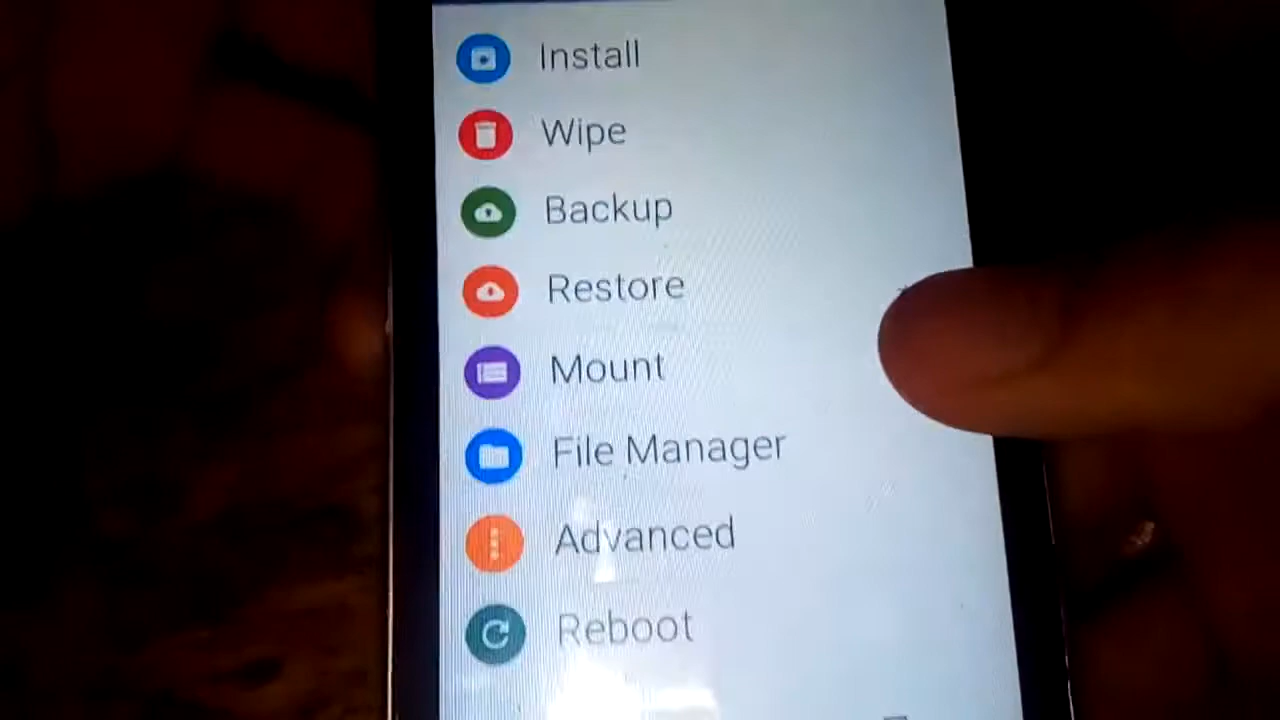 Install
Wipe
Backup
Restore
Mount
File Manager
Advanced
Reboot